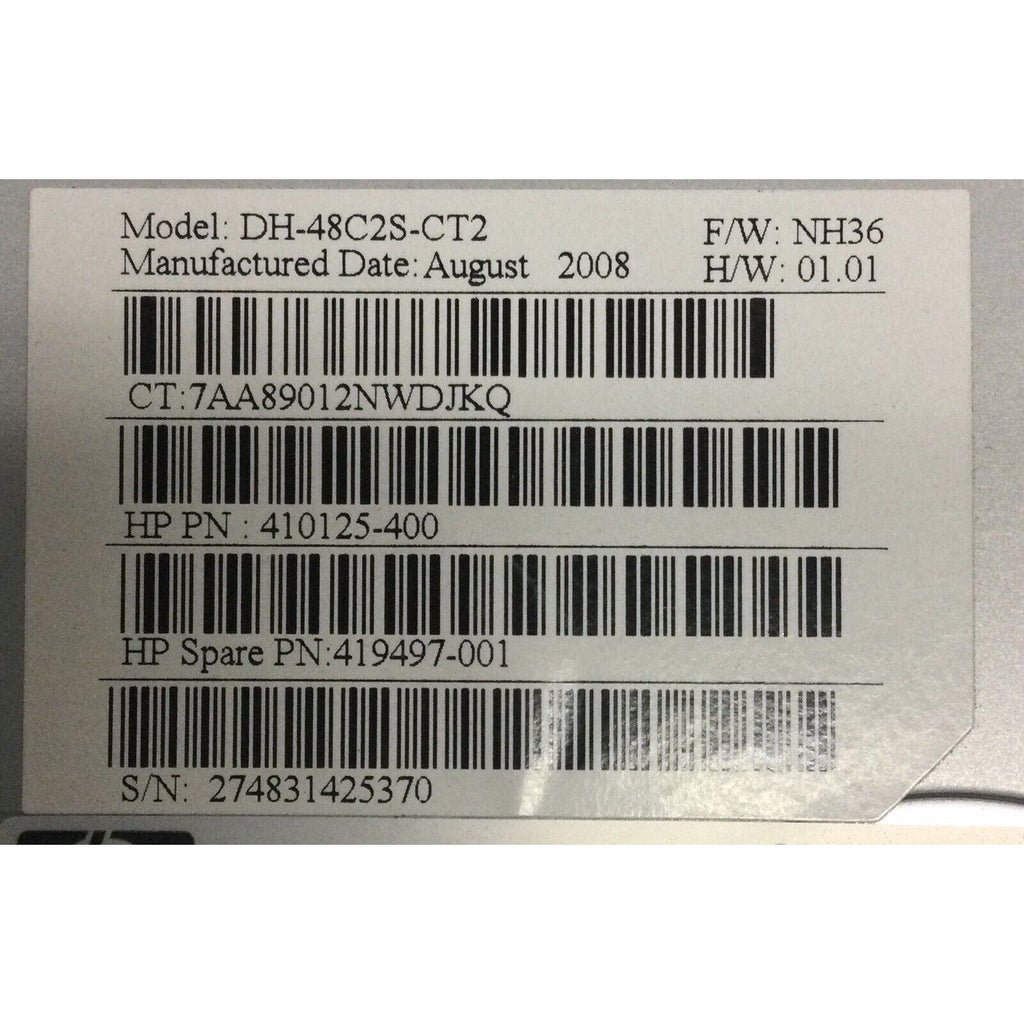 Model: DH-48C2S-CT2 F/W: NH36
Manufactured Date: August 2008 H/W: 01.01
CT:7AA89012NWDJKQ
HP PN : 410125-400
HP Spare PN:419497-001
S/N: 274831425370